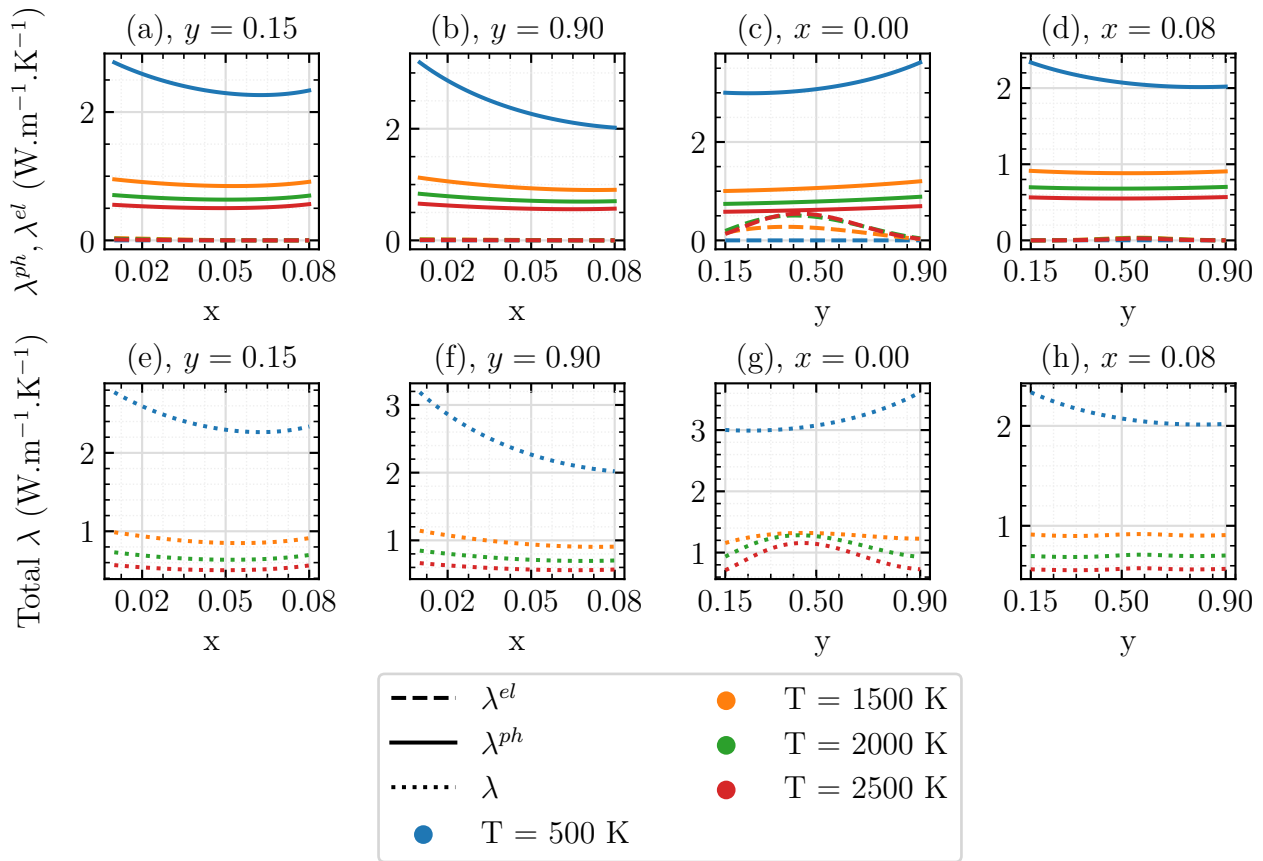 (a), y = 0.15
(b), y = 0.90
(c), x = 0.00
(d), x = 0.08
λ^{ph}, λ^{el} (W.m^{−1}.K^{−1})
2
0
0.02 0.05 0.08
x
2
0
0.02 0.05 0.08
x
2
0
0.15 0.50 0.90
y
2
1
0
0.15 0.50 0.90
y
(e), y = 0.15
(f), y = 0.90
(g), x = 0.00
(h), x = 0.08
Total λ (W.m^{−1}.K^{−1})
2
1
0.02 0.05 0.08
x
3
2
1
0.02 0.05 0.08
x
3
2
1
0.15 0.50 0.90
y
2
1
0.15 0.50 0.90
y
λ^{el}
λ^{ph}
λ
T = 500 K
T = 1500 K
T = 2000 K
T = 2500 K